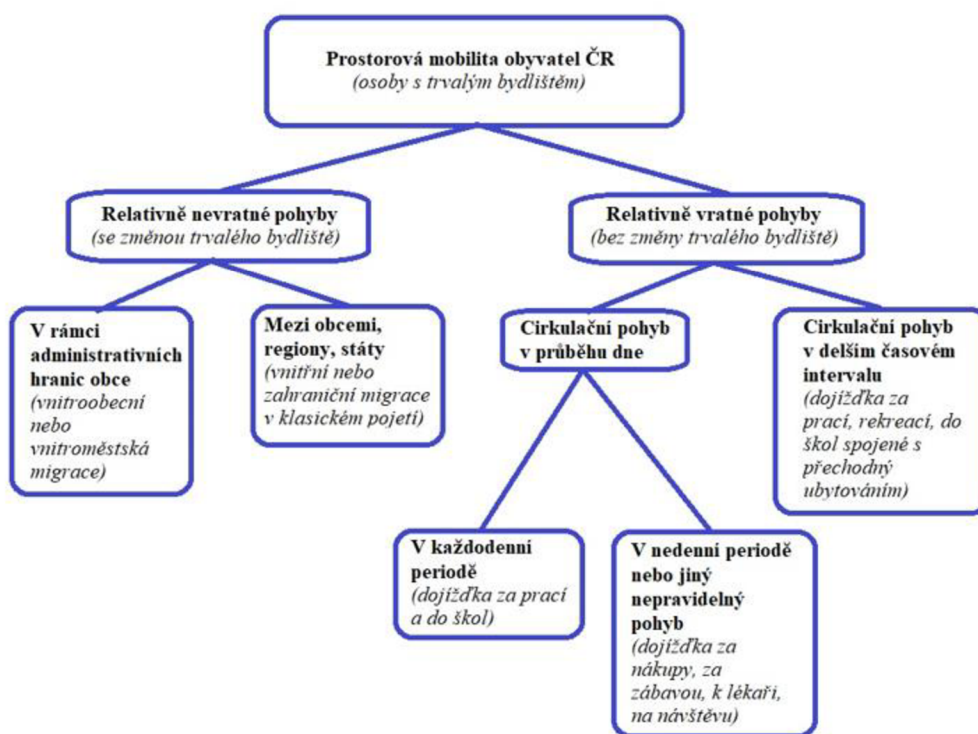 Prostorová mobilita obyvatel ČR
(osoby s trvalým bydlištěm)
Relativně nevratné pohyby
(se změnou trvalého bydliště)
Relativně vratné pohyby
(bez změny trvalého bydliště)
V rámci
administrativních
hranic obce
(vnitroobecní
nebo
vnitroměstská
migrace)
Mezi obcemi,
regiony, státy
(vnitřní nebo
zahraniční migrace
v klasickém pojetí)
Cirkulační pohyb
v průběhu dne
Cirkulační pohyb
v delším časovém
intervalu
(dojížďka za
prací, rekreací, do
škol spojené s
přechodný
ubytováním)
V každodenní
periodě
(dojížďka za prací
a do škol)
V nedenní periodě
nebo jiný
nepravidelný
pohyb
(dojížďka za
nákupy, za
zábavou, k lékaři,
na návštěvu)